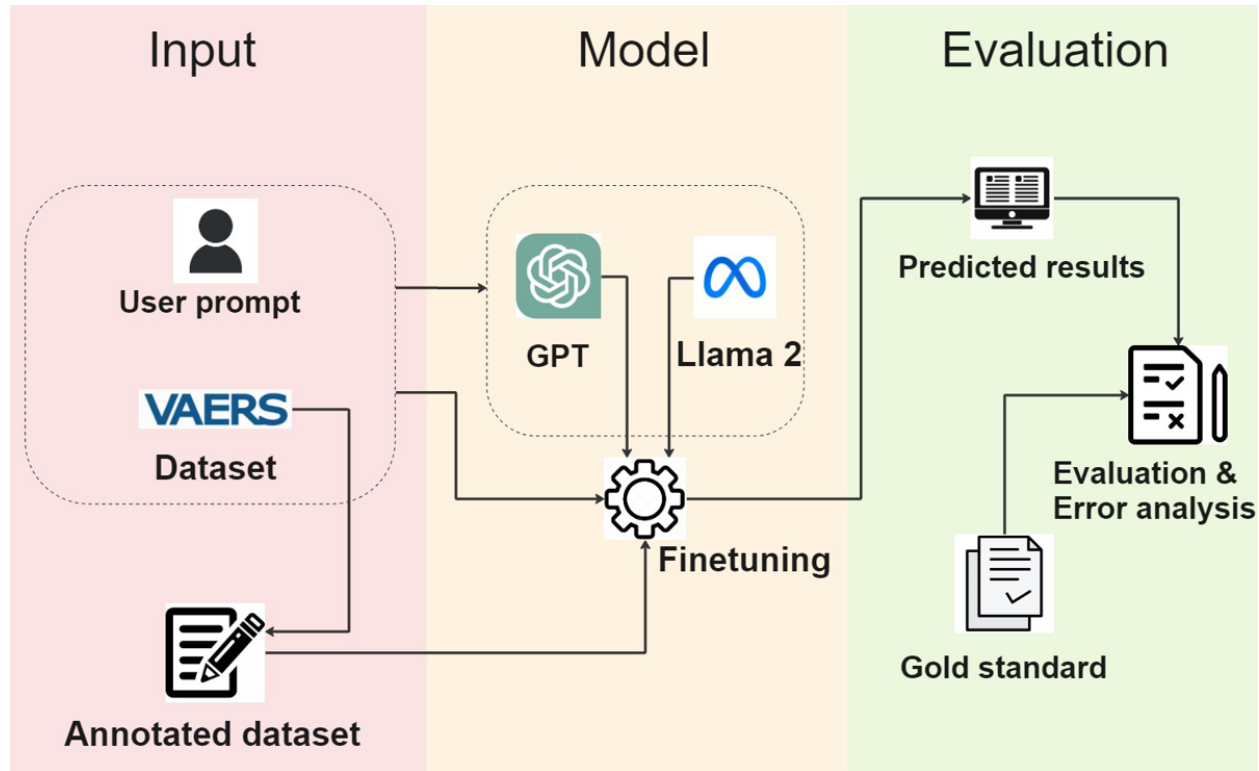 Input
Model
Evaluation
User prompt
VAERS
Dataset
Annotated dataset
GPT
Llama 2
Finetuning
Predicted results
Evaluation &
Error analysis
Gold standard